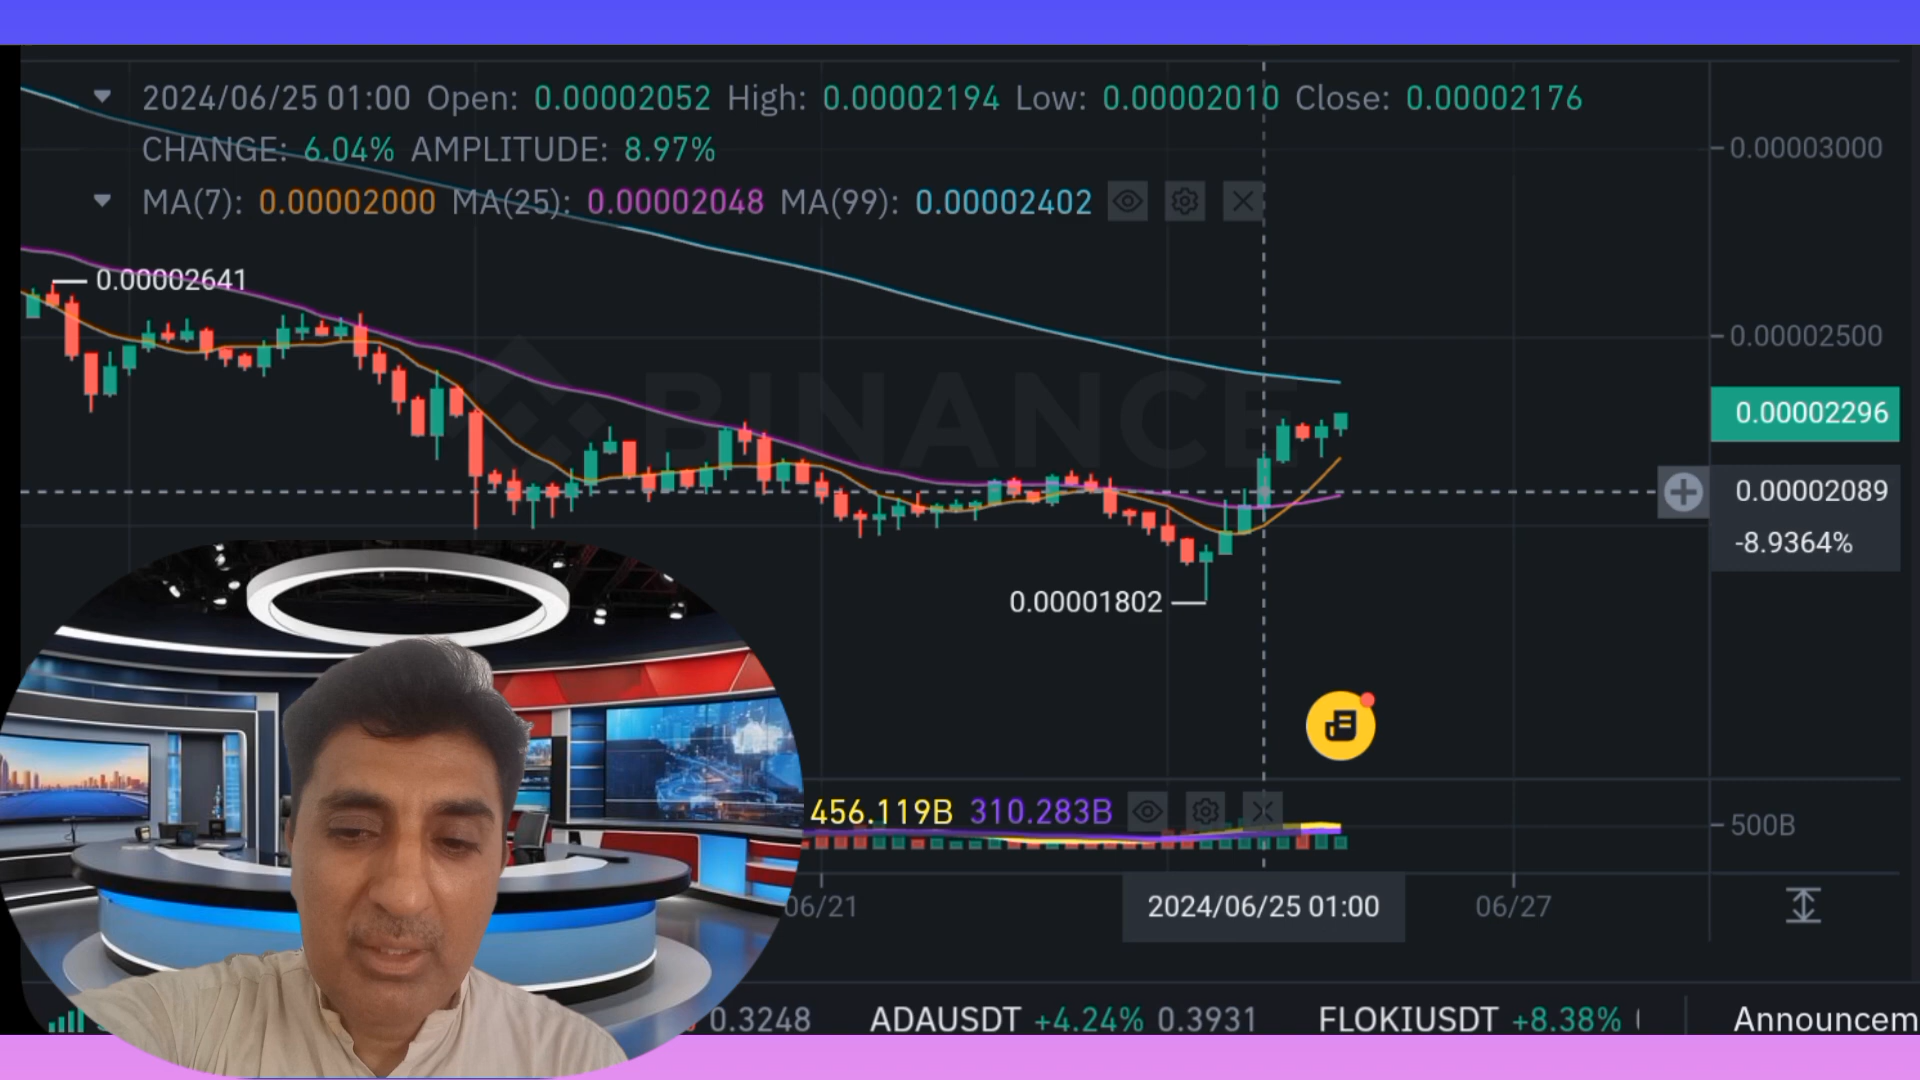 2024/06/25 01:00 Open: 0.00002052 High: 0.00002194 Low: 0.00002010 Close: 0.00002176
CHANGE: 6.04% AMPLITUDE: 8.97%
MA(7): 0.00002000 MA(25): 0.00002048 MA(99): 0.00002402
0.00003000
0.00002641
0.00002500
BINANCE
0.00002296
0.00002089
-8.9364%
0.00001802
456.119B 310.283B
500B
06/21
2024/06/25 01:00
06/27
0.3248 ADAUSDT +4.24% 0.3931 FLOKIUSDT +8.38% Announcem